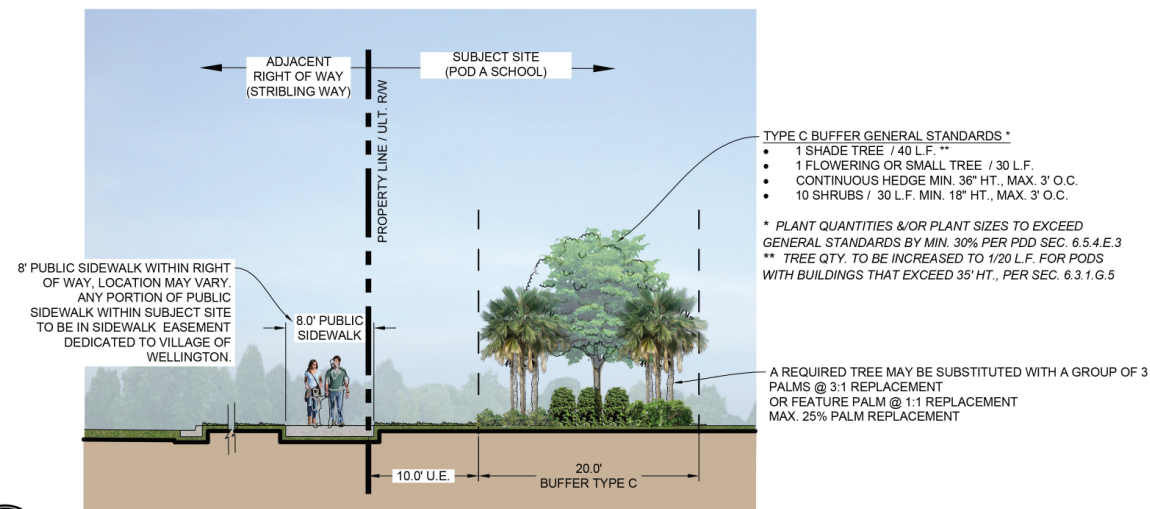 ADJACENT
RIGHT OF WAY
(STRIBLING WAY)
SUBJECT SITE
(POD A SCHOOL)
PROPERTY LINE / ULT. R/W
TYPE C BUFFER GENERAL STANDARDS *
• 1 SHADE TREE / 40 L.F. **
• 1 FLOWERING OR SMALL TREE / 30 L.F.
• CONTINUOUS HEDGE MIN. 36" HT., MAX. 3' O.C.
• 10 SHRUBS / 30 L.F. MIN. 18" HT., MAX. 3' O.C.
* PLANT QUANTITIES &/OR PLANT SIZES TO EXCEED
GENERAL STANDARDS BY MIN. 30% PER PDD SEC. 6.5.4.E.3
** TREE QTY. TO BE INCREASED TO 1/20 L.F. FOR PODS
WITH BUILDINGS THAT EXCEED 35' HT., PER SEC. 6.3.1.G.5
8' PUBLIC SIDEWALK WITHIN RIGHT
OF WAY, LOCATION MAY VARY.
ANY PORTION OF PUBLIC
SIDEWALK WITHIN SUBJECT SITE
TO BE IN SIDEWALK EASEMENT
DEDICATED TO VILLAGE OF
WELLINGTON.
8.0' PUBLIC
SIDEWALK
A REQUIRED TREE MAY BE SUBSTITUTED WITH A GROUP OF 3
PALMS @ 3:1 REPLACEMENT
OR FEATURE PALM @ 1:1 REPLACEMENT
MAX. 25% PALM REPLACEMENT
10.0' U.E.
20.0'
BUFFER TYPE C